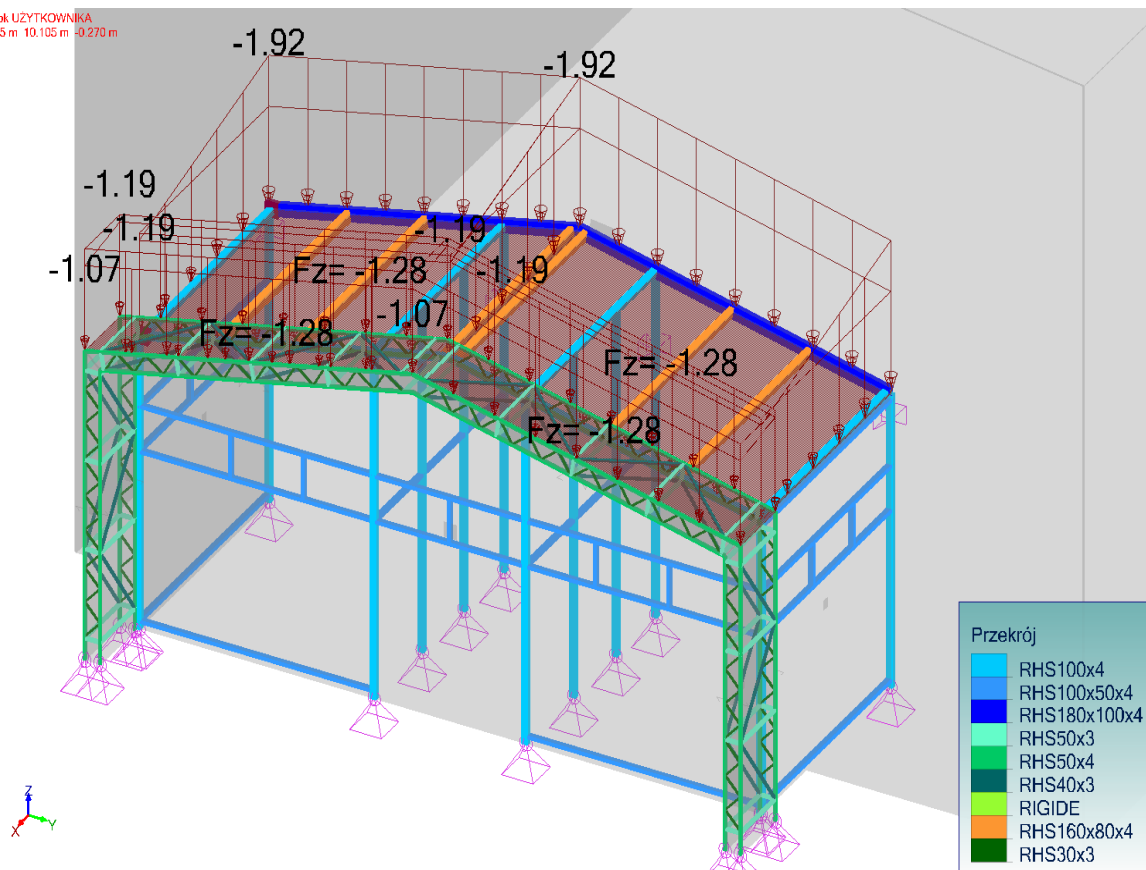 UŻYTKOWNIKA
5 m 10.105 m -0.270 m
-1.92
-1.92
-1.19
-1.19
-1.19
-1.07
Fz= -1.28
-1.19
-1.07
Fz= -1.28
Fz= -1.28
Fz= -1.28
Z
X
Y
Przekrój
RHS100x4
RHS100x50x4
RHS180x100x4
RHS50x3
RHS50x4
RHS40x3
RIGIDE
RHS160x80x4
RHS30x3